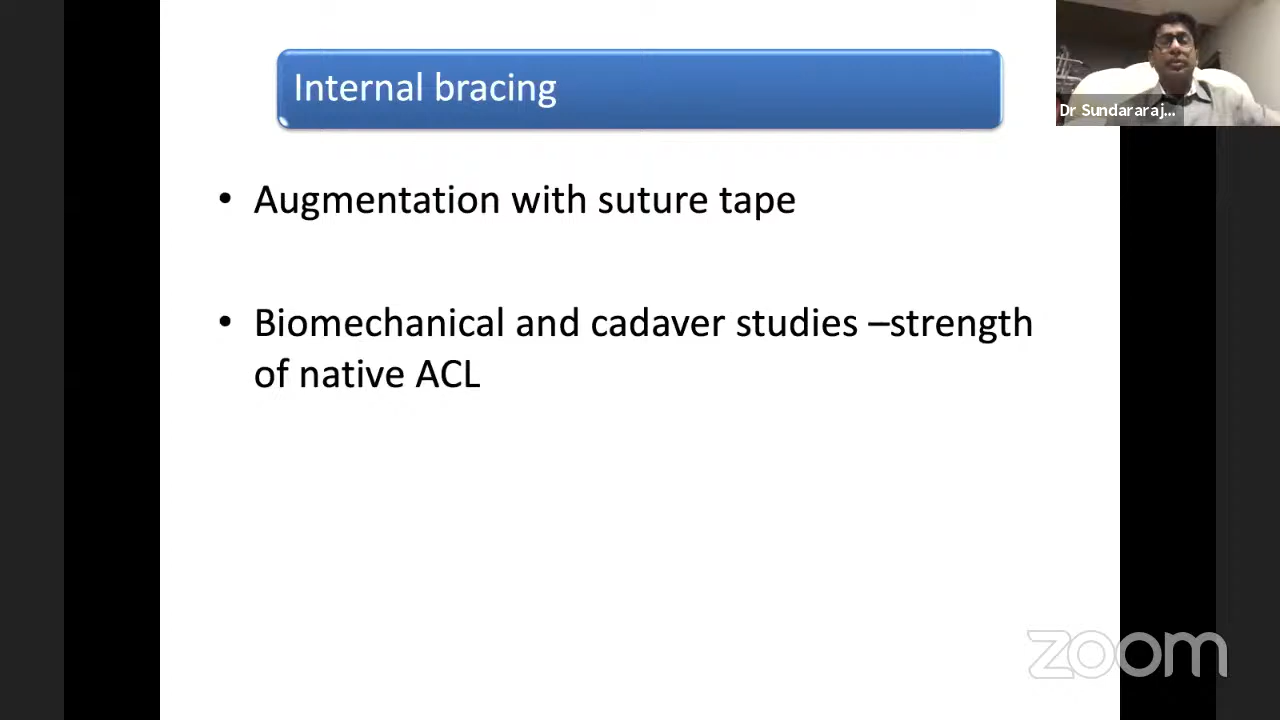 Internal bracing
Dr Sundararaj...
• Augmentation with suture tape
• Biomechanical and cadaver studies –strength
of native ACL
zoom